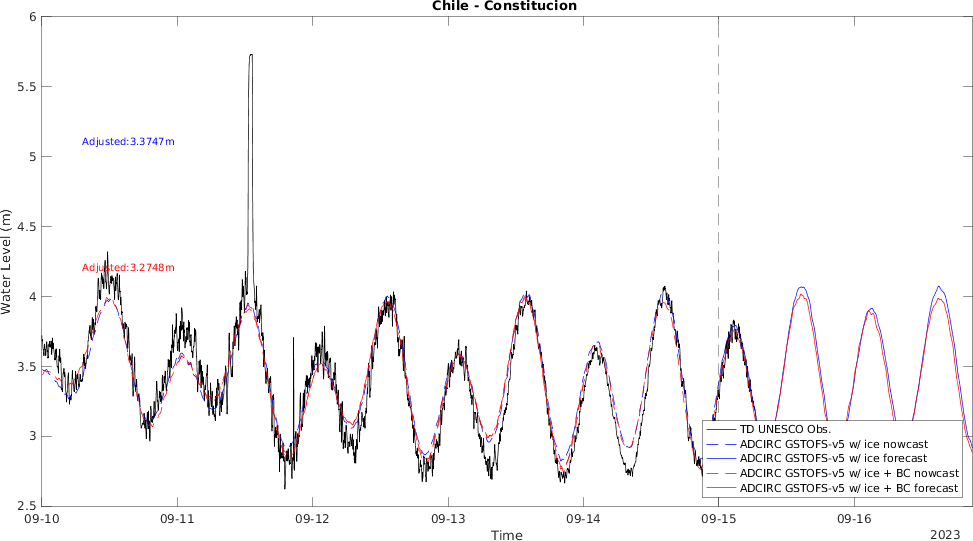 Chile - Constitucion
6
5.5
5
4.5
4
3.5
3
2.5
Water Level (m)
Adjusted:3.3747m
Adjusted:3.2748m
TD UNESCO Obs.
ADCIRC GSTOFS-v5 w/ ice nowcast
ADCIRC GSTOFS-v5 w/ ice forecast
ADCIRC GSTOFS-v5 w/ ice + BC nowcast
ADCIRC GSTOFS-v5 w/ ice + BC forecast
09-10 09-11 09-12 09-13 09-14 09-15 09-16
Time
2023